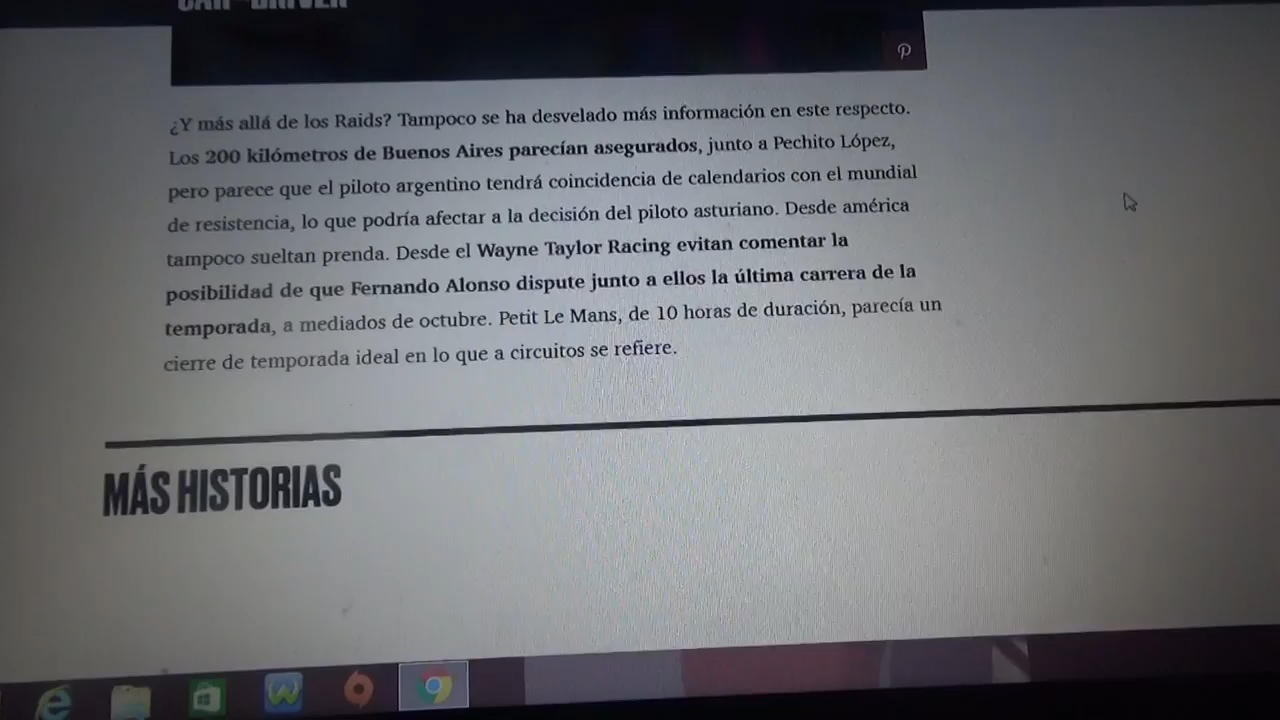 CAR AND DRIVER
¿Y más allá de los Raids? Tampoco se ha desvelado más información en este respecto.
Los 200 kilómetros de Buenos Aires parecían asegurados, junto a Pechito López,
pero parece que el piloto argentino tendrá coincidencia de calendarios con el mundial
de resistencia, lo que podría afectar a la decisión del piloto asturiano. Desde américa
tampoco sueltan prenda. Desde el Wayne Taylor Racing evitan comentar la
posibilidad de que Fernando Alonso dispute junto a ellos la última carrera de la
temporada, a mediados de octubre. Petit Le Mans, de 10 horas de duración, parecía un
cierre de temporada ideal en lo que a circuitos se refiere.
MÁS HISTORIAS